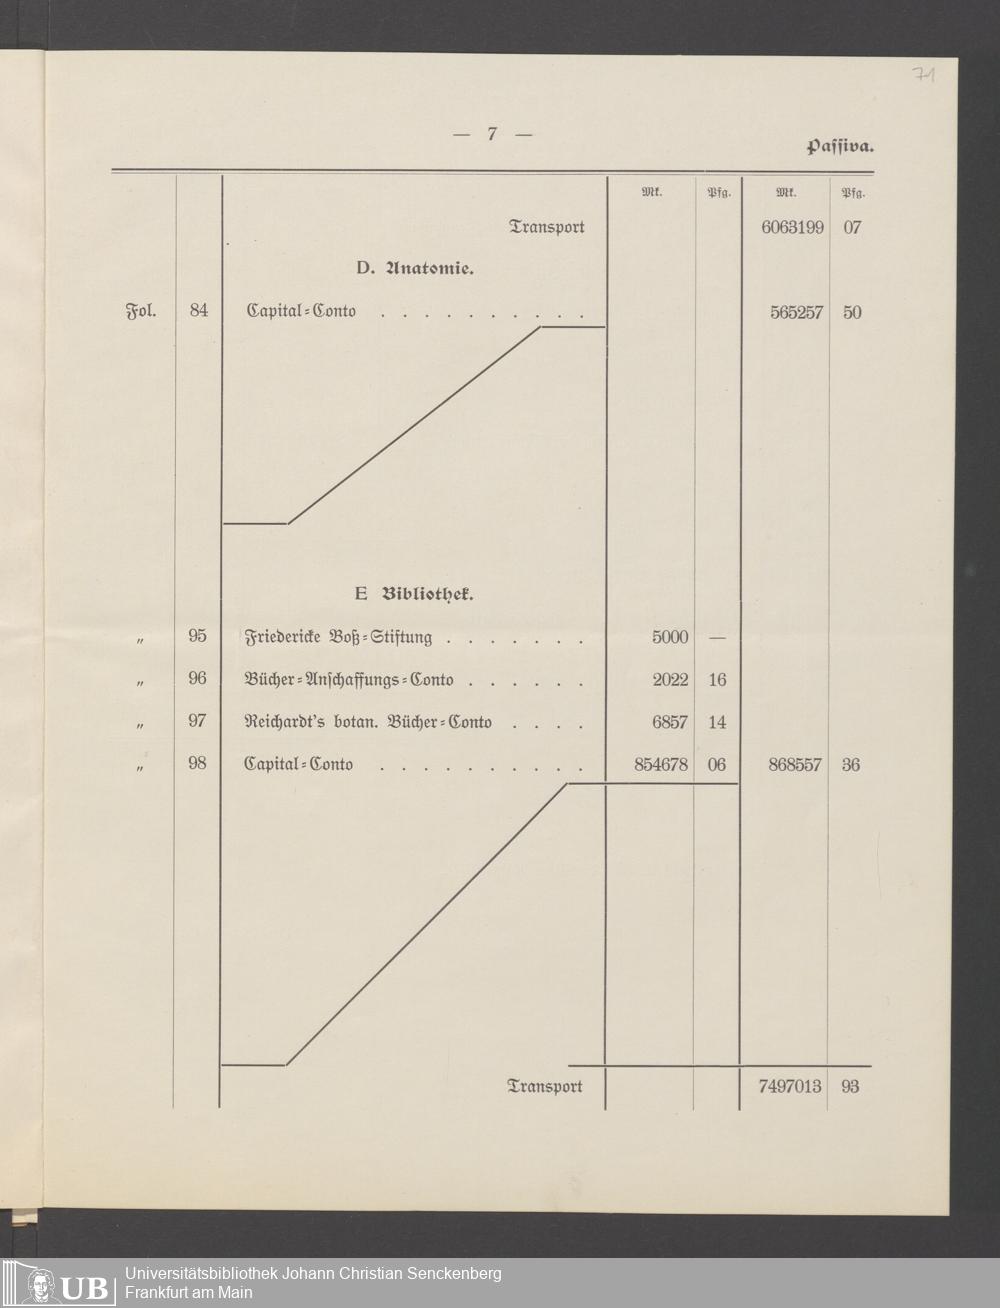 71
— 7 —
Passiva.
Mk. Pfg. Mk. Pfg.
Transport 6063199 07
D. Anatomie.
Fol. 84 Capital-Conto . . . . . . . . . . 565257 50
E Bibliothek.
„ 95 Friedericke Boß-Stiftung . . . . . . . 5000 —
„ 96 Bücher-Anschaffungs-Conto . . . . . . 2022 16
„ 97 Reichardt's botan. Bücher-Conto . . . . 6857 14
„ 98 Capital-Conto . . . . . . . . . . 854678 06 868557 36
Transport 7497013 93
UB Universitätsbibliothek Johann Christian Senckenberg
Frankfurt am Main